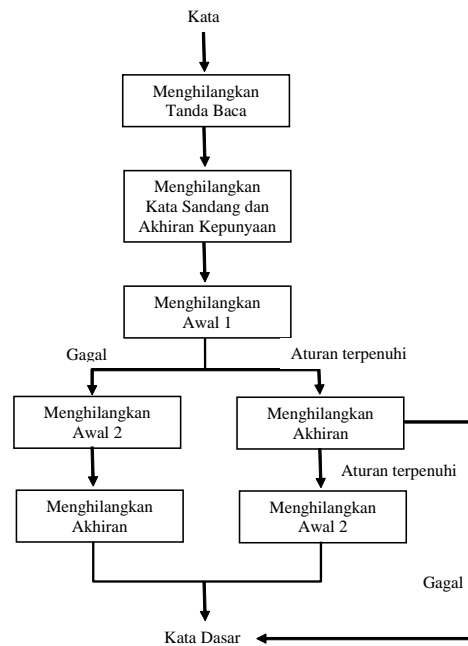 Kata
Menghilangkan
Tanda Baca
Menghilangkan
Kata Sandang dan
Akhiran Kepunyaan
Menghilangkan
Awal 1
Gagal
Aturan terpenuhi
Menghilangkan
Awal 2
Menghilangkan
Akhiran
Aturan terpenuhi
Menghilangkan
Akhiran
Menghilangkan
Awal 2
Gagal
Kata Dasar